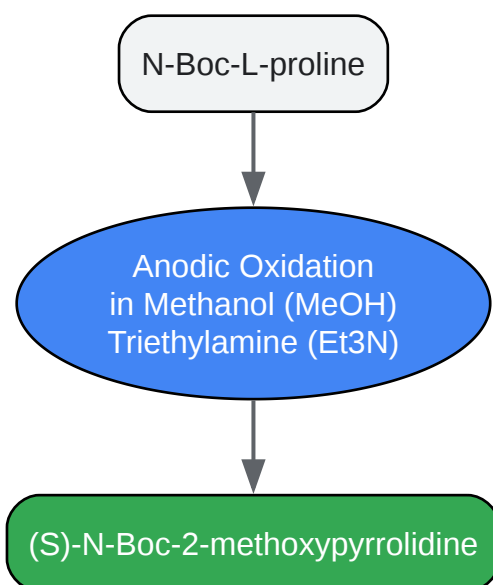 N-Boc-L-proline
Anodic Oxidation
in Methanol (MeOH)
Triethylamine (Et3N)
(S)-N-Boc-2-methoxypyrrolidine